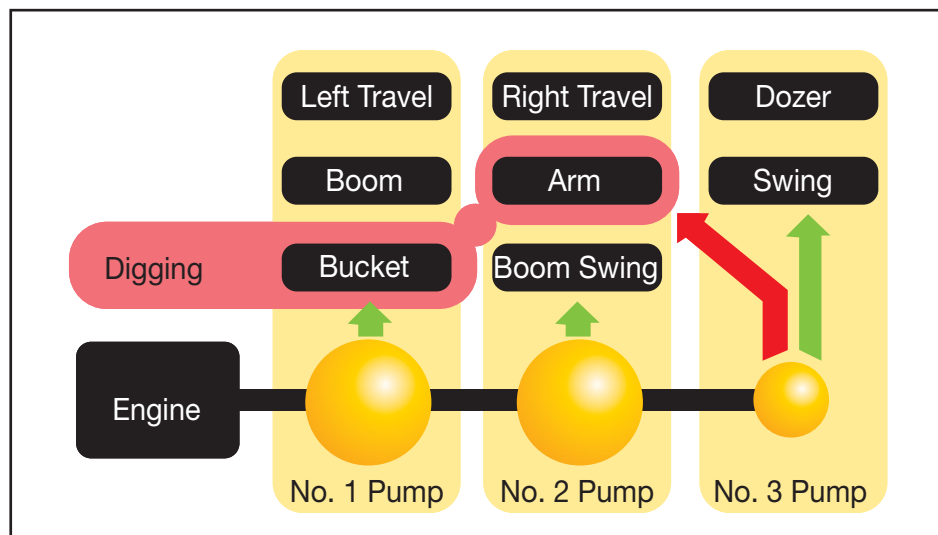 Left Travel
Right Travel
Dozer
Boom
Arm
Swing
Digging
Bucket
Boom Swing
Engine
No. 1 Pump
No. 2 Pump
No. 3 Pump